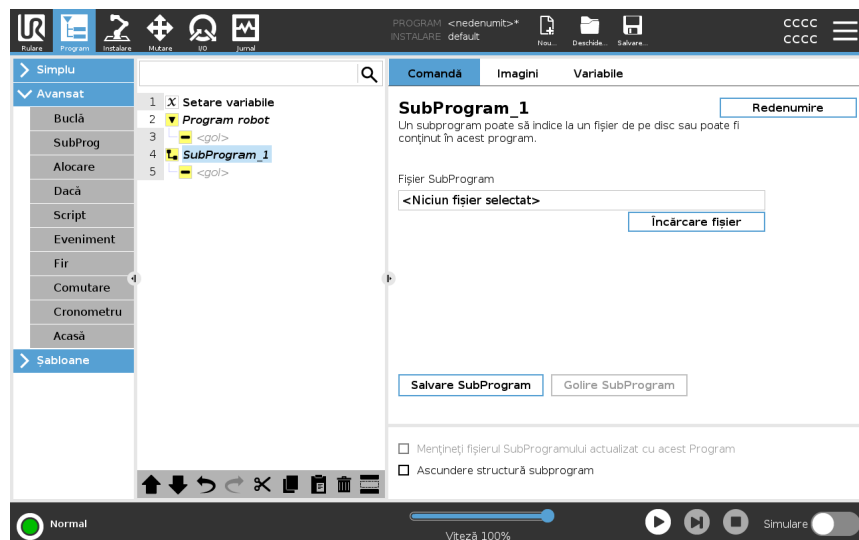 PROGRAM <nedenumit>*
INSTALARE default
CCCC
CCCC
Rulare Program Instalare Mutare I/O Jurnal Nou... Deschide... Salvare...
Simplu
Avansat
Buclă
SubProg
Alocare
Dacă
Script
Eveniment
Fir
Comutare
Cronometru
Acasă
Șabloane
1 X Setare variabile
2 Program robot
3 <gol>
4 SubProgram_1
5 <gol>
Comandă Imagini Variabile
SubProgram_1
Redenumire
Un subprogram poate să indice la un fișier de pe disc sau poate fi
conținut în acest program.
Fișier SubProgram
<Niciun fișier selectat>
Încărcare fișier
Salvare SubProgram Golire SubProgram
Mențineți fișierul SubProgramului actualizat cu acest Program
Ascundere structură subprogram
Normal
Viteză 100%
Simulare